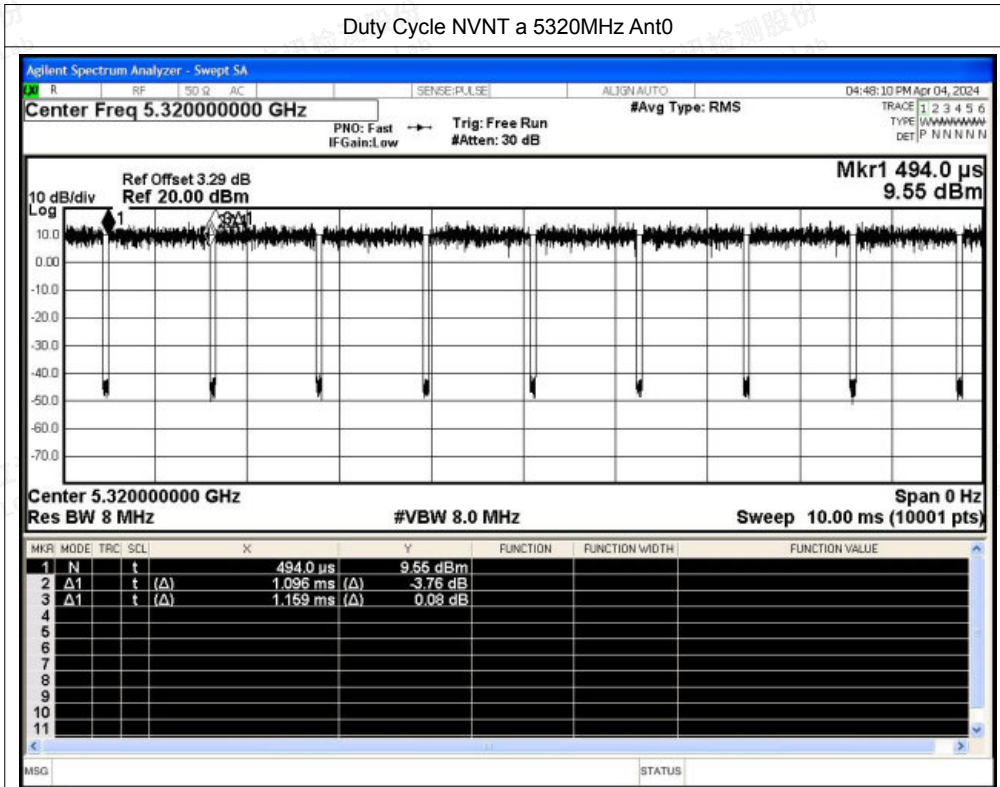 Duty Cycle NVNT a 5320MHz Ant0
Agilent Spectrum Analyzer - Swept SA
R RF 50 Ω AC SENSE:PULSE ALIGN AUTO 04:48:10 PM Apr 04, 2024
Center Freq 5.320000000 GHz #Avg Type: RMS TRACE 1 2 3 4 5 6
PNO: Fast Trig: Free Run TYPE
IFGain:Low #Atten: 30 dB DET P N N N N N
Mkr1 494.0 µs
Ref Offset 3.29 dB
10 dB/div Ref 20.00 dBm 9.55 dBm
Log
1
10.0
0.00
-10.0
-20.0
-30.0
-40.0
-50.0
-60.0
-70.0
Center 5.320000000 GHz Span 0 Hz
Res BW 8 MHz #VBW 8.0 MHz Sweep 10.00 ms (10001 pts)
MKR MODE TRC SCL X Y FUNCTION FUNCTION WIDTH FUNCTION VALUE
1 N t 494.0 µs 9.55 dBm
2 Δ1 t (Δ) 1.096 ms (Δ) -3.76 dB
3 Δ1 t (Δ) 1.159 ms (Δ) 0.08 dB
4
5
6
7
8
9
10
11
MSG STATUS